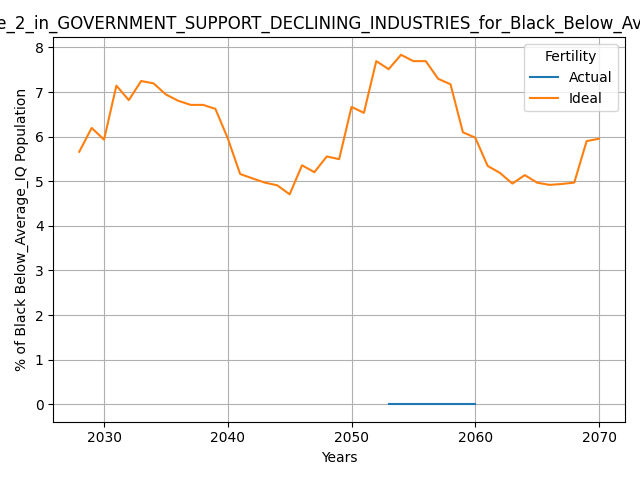 e_2_in_GOVERNMENT_SUPPORT_DECLINING_INDUSTRIES_for_Black_Below_Av
Fertility
Actual
Ideal
% of Black Below_Average_IQ Population
8
7
6
5
4
3
2
1
0
2030 2040 2050 2060 2070
Years